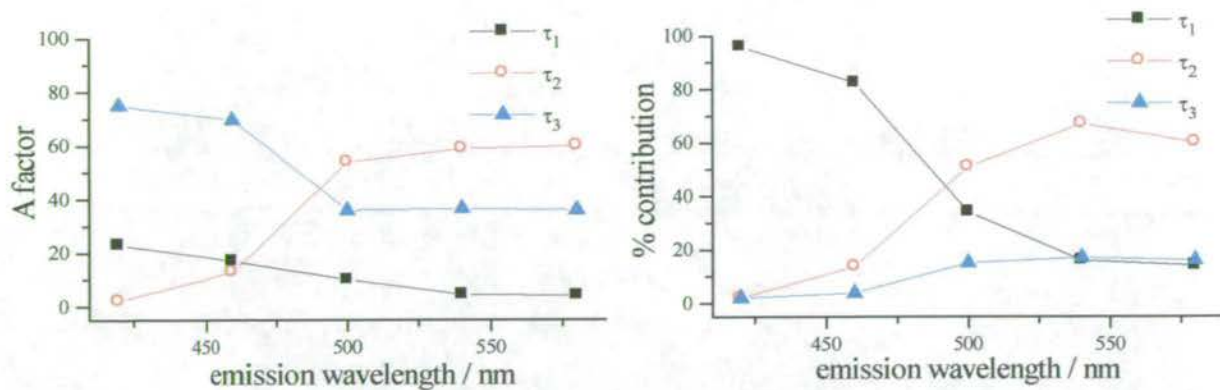 100
80
60
40
20
0
A factor
τ1
τ2
τ3
450 500 550
emission wavelength / nm
100
80
60
40
20
0
% contribution
τ1
τ2
τ3
450 500 550
emission wavelength / nm